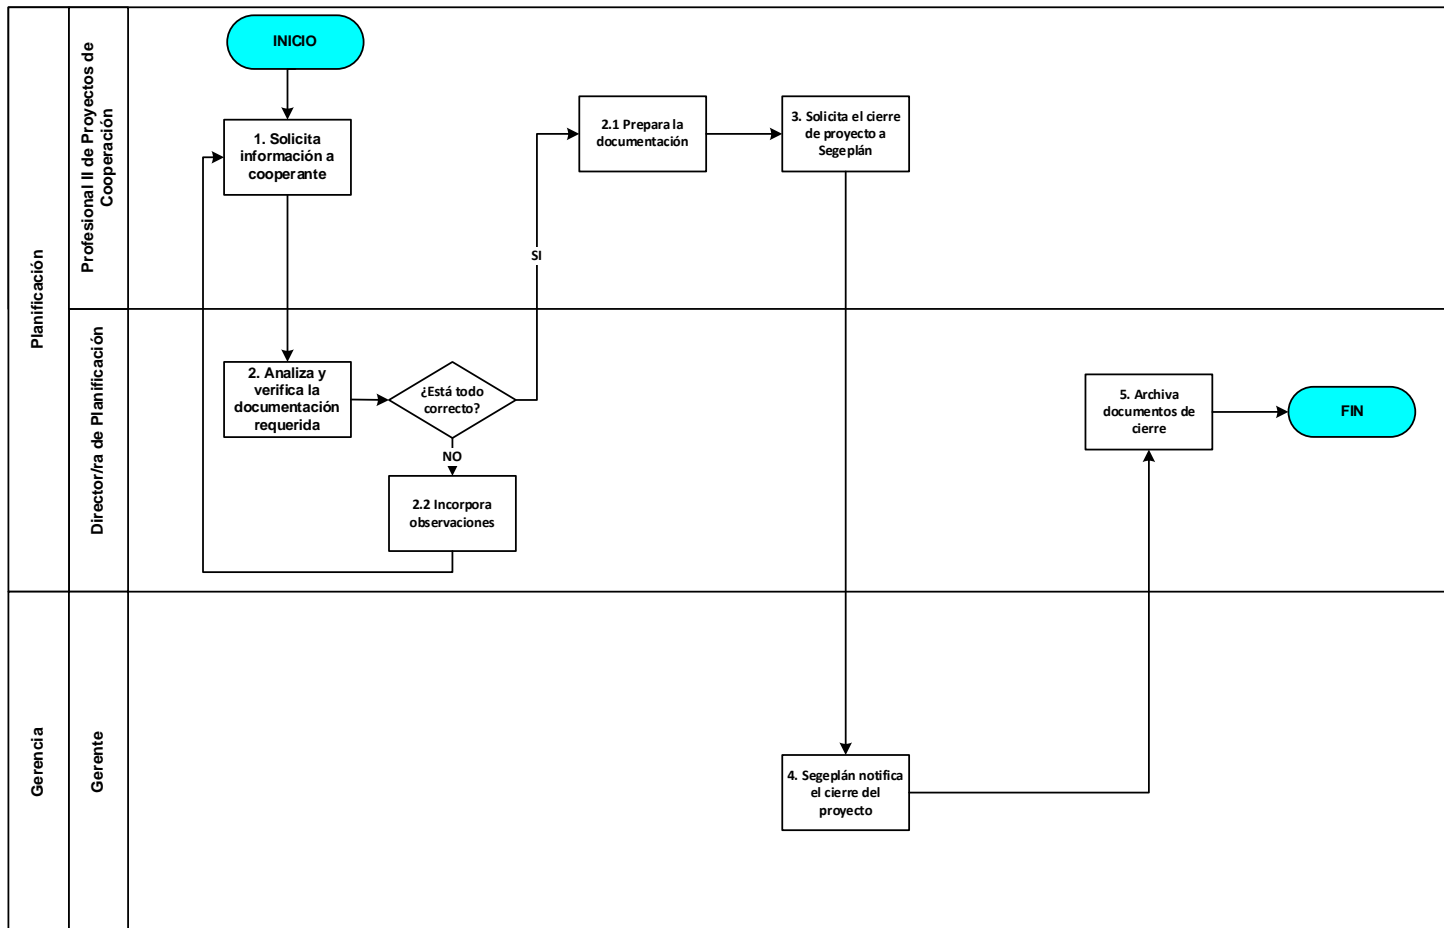 Planificación
Profesional II de Proyectos de
Cooperación
INICIO
1. Solicita
información a
cooperante
2.1 Prepara la
documentación
3. Solicita el cierre
de proyecto a
Segeplán
SI
Director/ra de Planificación
2. Analiza y
verifica la
documentación
requerida
¿Está todo
correcto?
NO
2.2 Incorpora
observaciones
5. Archiva
documentos de
cierre
FIN
Gerencia
Gerente
4. Segeplán notifica
el cierre del
proyecto